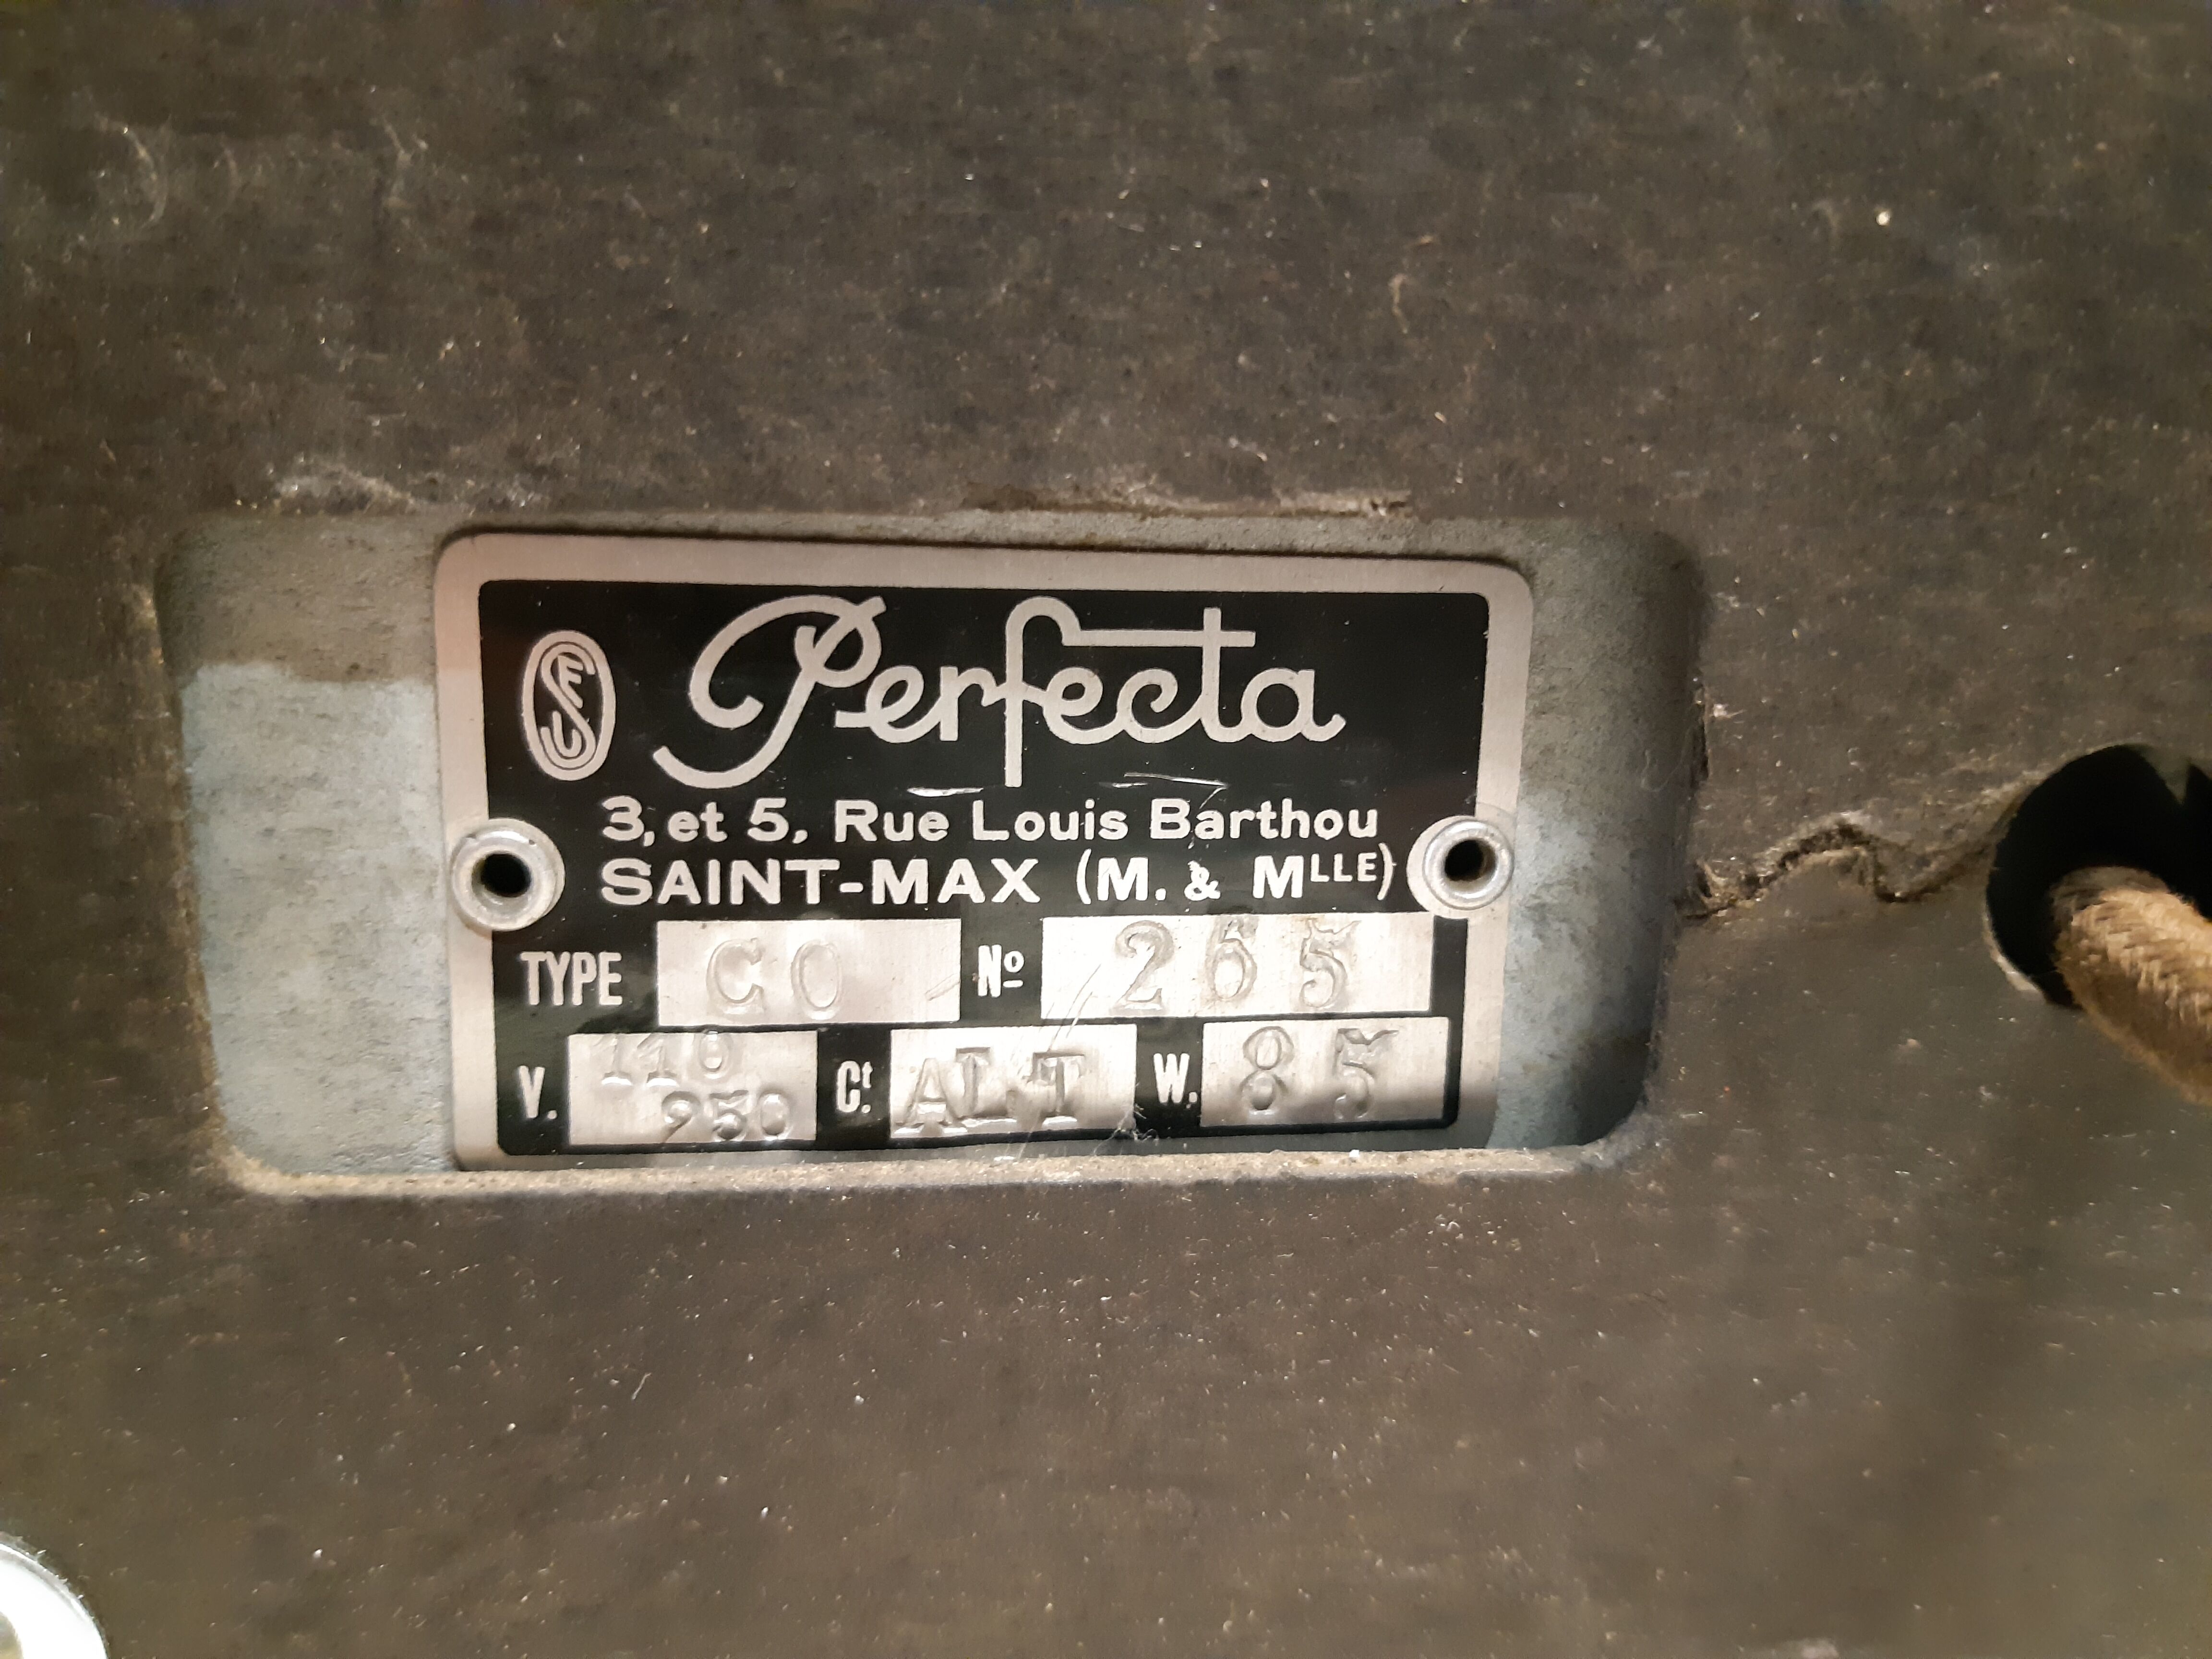 Perfecta
3, et 5, Rue Louis Barthou
SAINT-MAX (M. & MLLE)
TYPE CO Nº 265
V. 110 250 Ct. ALT W. 85